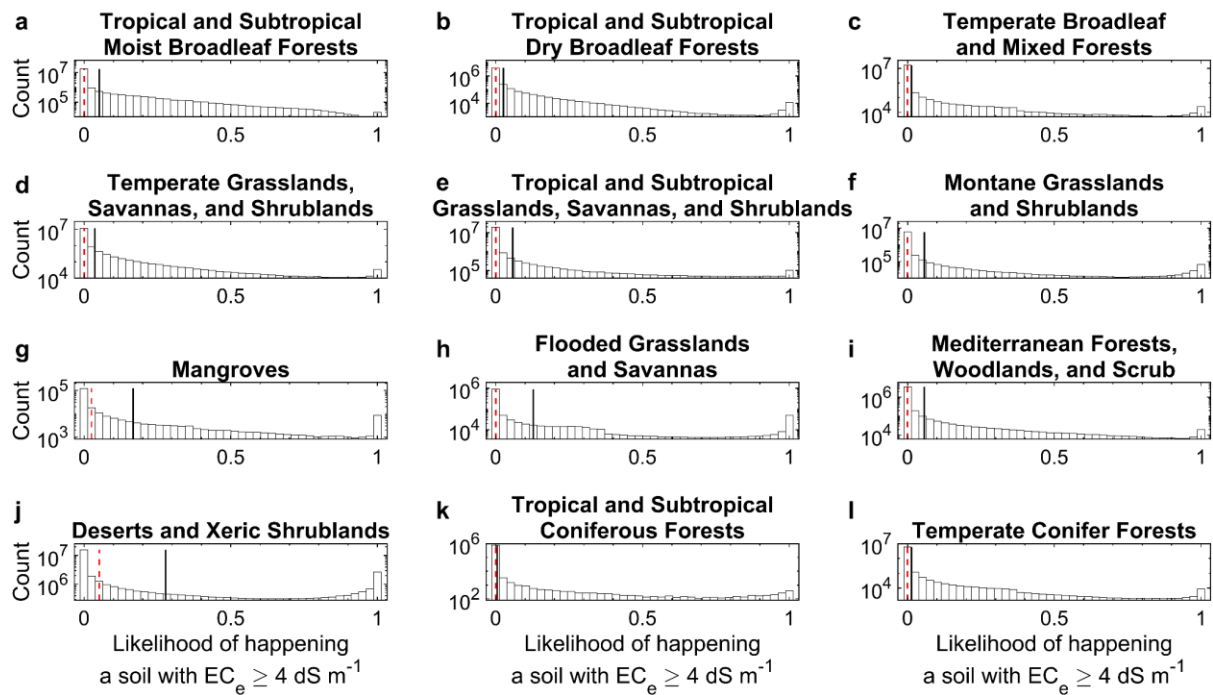 a Tropical and Subtropical
Moist Broadleaf Forests
Count
10^7
10^5
0 0.5 1
b Tropical and Subtropical
Dry Broadleaf Forests
10^6
10^4
0 0.5 1
c Temperate Broadleaf
and Mixed Forests
10^7
10^4
0 0.5 1
d Temperate Grasslands,
Savannas, and Shrublands
Count
10^7
10^4
0 0.5 1
e Tropical and Subtropical
Grasslands, Savannas, and Shrublands
10^7
10^5
0 0.5 1
f Montane Grasslands
and Shrublands
10^7
10^5
0 0.5 1
g Mangroves
Count
10^5
10^3
0 0.5 1
h Flooded Grasslands
and Savannas
10^6
10^4
0 0.5 1
i Mediterranean Forests,
Woodlands, and Scrub
10^6
10^4
0 0.5 1
j Deserts and Xeric Shrublands
Count
10^7
10^6
0 0.5 1
Likelihood of happening
a soil with EC_e ≥ 4 dS m^-1
k Tropical and Subtropical
Coniferous Forests
10^6
10^2
0 0.5 1
Likelihood of happening
a soil with EC_e ≥ 4 dS m^-1
l Temperate Conifer Forests
10^7
10^4
0 0.5 1
Likelihood of happening
a soil with EC_e ≥ 4 dS m^-1